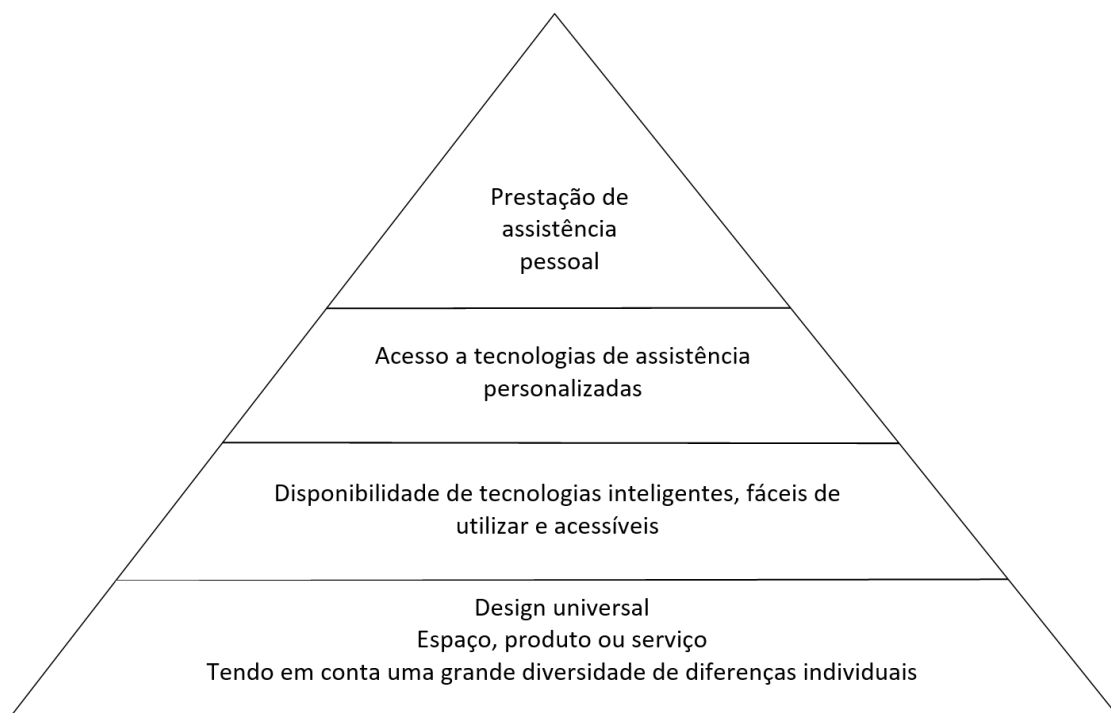 Prestação de
assistência
pessoal
Acesso a tecnologias de assistência
personalizadas
Disponibilidade de tecnologias inteligentes, fáceis de
utilizar e acessíveis
Design universal
Espaço, produto ou serviço
Tendo em conta uma grande diversidade de diferenças individuais